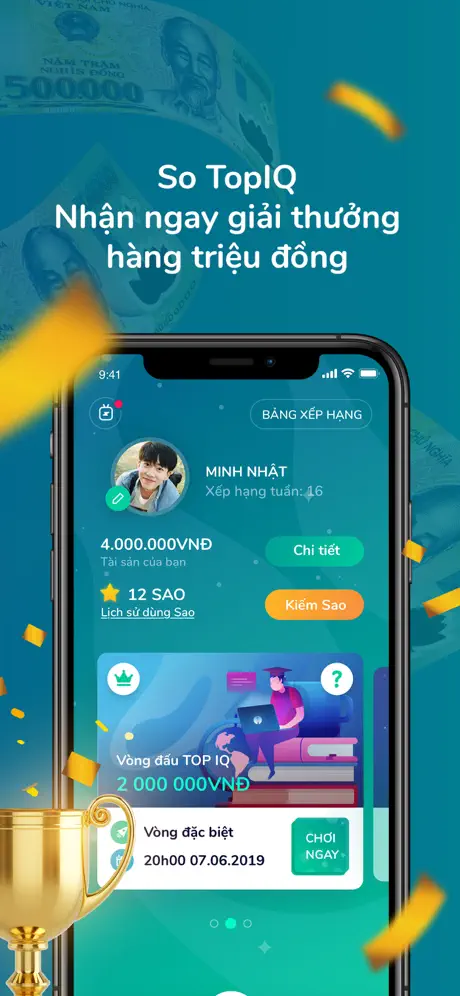 VIỆT NAM
NĂM TRĂM
NGHÌN ĐỒNG
500.000
So TopIQ
Nhận ngay giải thưởng
hàng triệu đồng
9:41
BẢNG XẾP HẠNG
MINH NHẬT
Xếp hạng tuần: 16
4.000.000VNĐ
Tài sản của bạn
Chi tiết
12 SAO
Lịch sử dùng Sao
Kiếm Sao
?
Vòng đấu TOP IQ
2 000 000VNĐ
Vòng đặc biệt
20h00 07.06.2019
CHƠI
NGAY